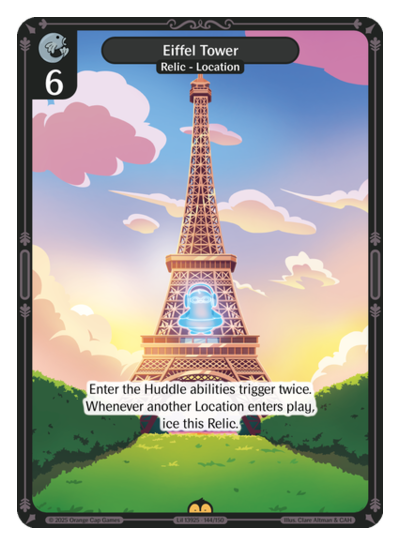 Eiffel Tower
Relic - Location
6
Enter the Huddle abilities trigger twice.
Whenever another Location enters play,
ice this Relic.
© 2025 Orange Cap Games